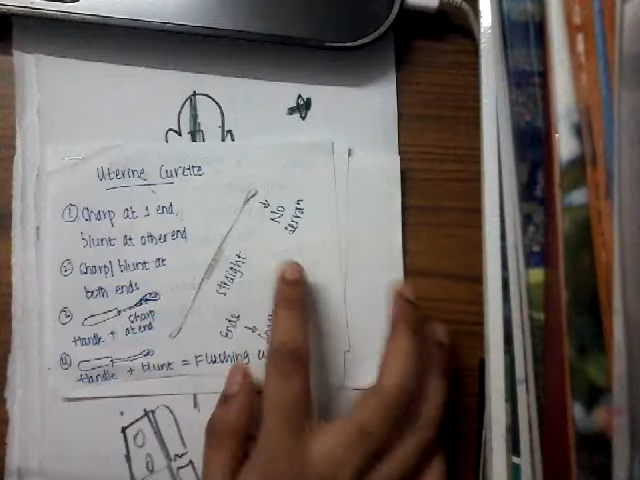 Uterine Curette
① Sharp at 1 end,
blunt at other end
② Sharp/ blunt at
both ends
③ sharp
Handle + at end
④
Handle + blunt = Flushing
straight
↓
No
Ends
↓